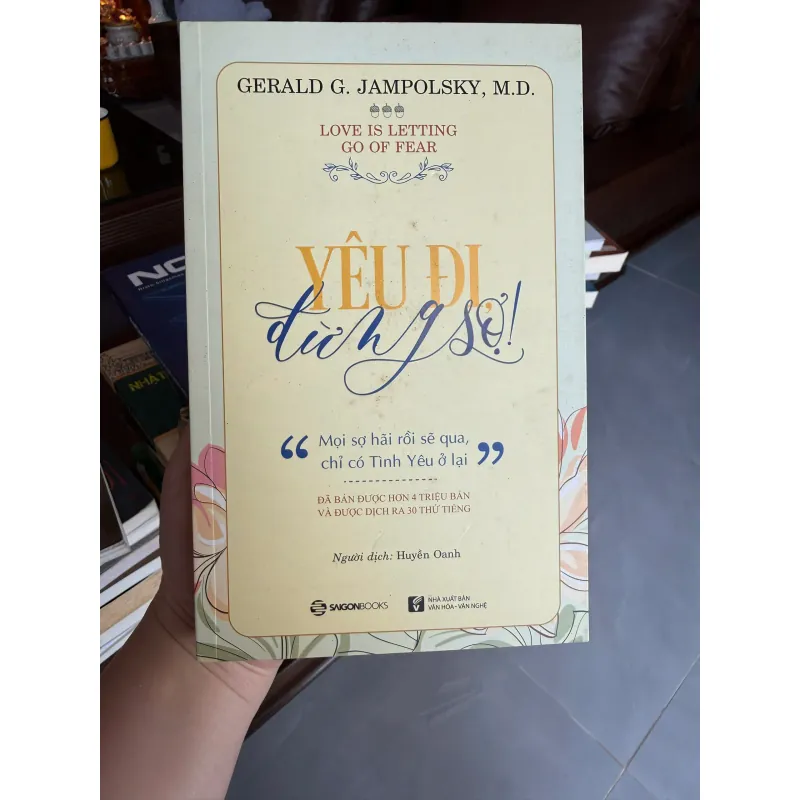 GERALD G. JAMPOLSKY, M.D.
LOVE IS LETTING
GO OF FEAR
YÊU ĐI,
đừng sợ!
“ Mọi sợ hãi rồi sẽ qua,
chỉ có Tình Yêu ở lại ”
ĐÃ BÁN ĐƯỢC HƠN 4 TRIỆU BẢN
VÀ ĐƯỢC DỊCH RA 30 THỨ TIẾNG
Người dịch: Huyền Oanh
SAIGONBOOKS
NHÀ XUẤT BẢN
VĂN HÓA - VĂN NGHỆ
NHẬT